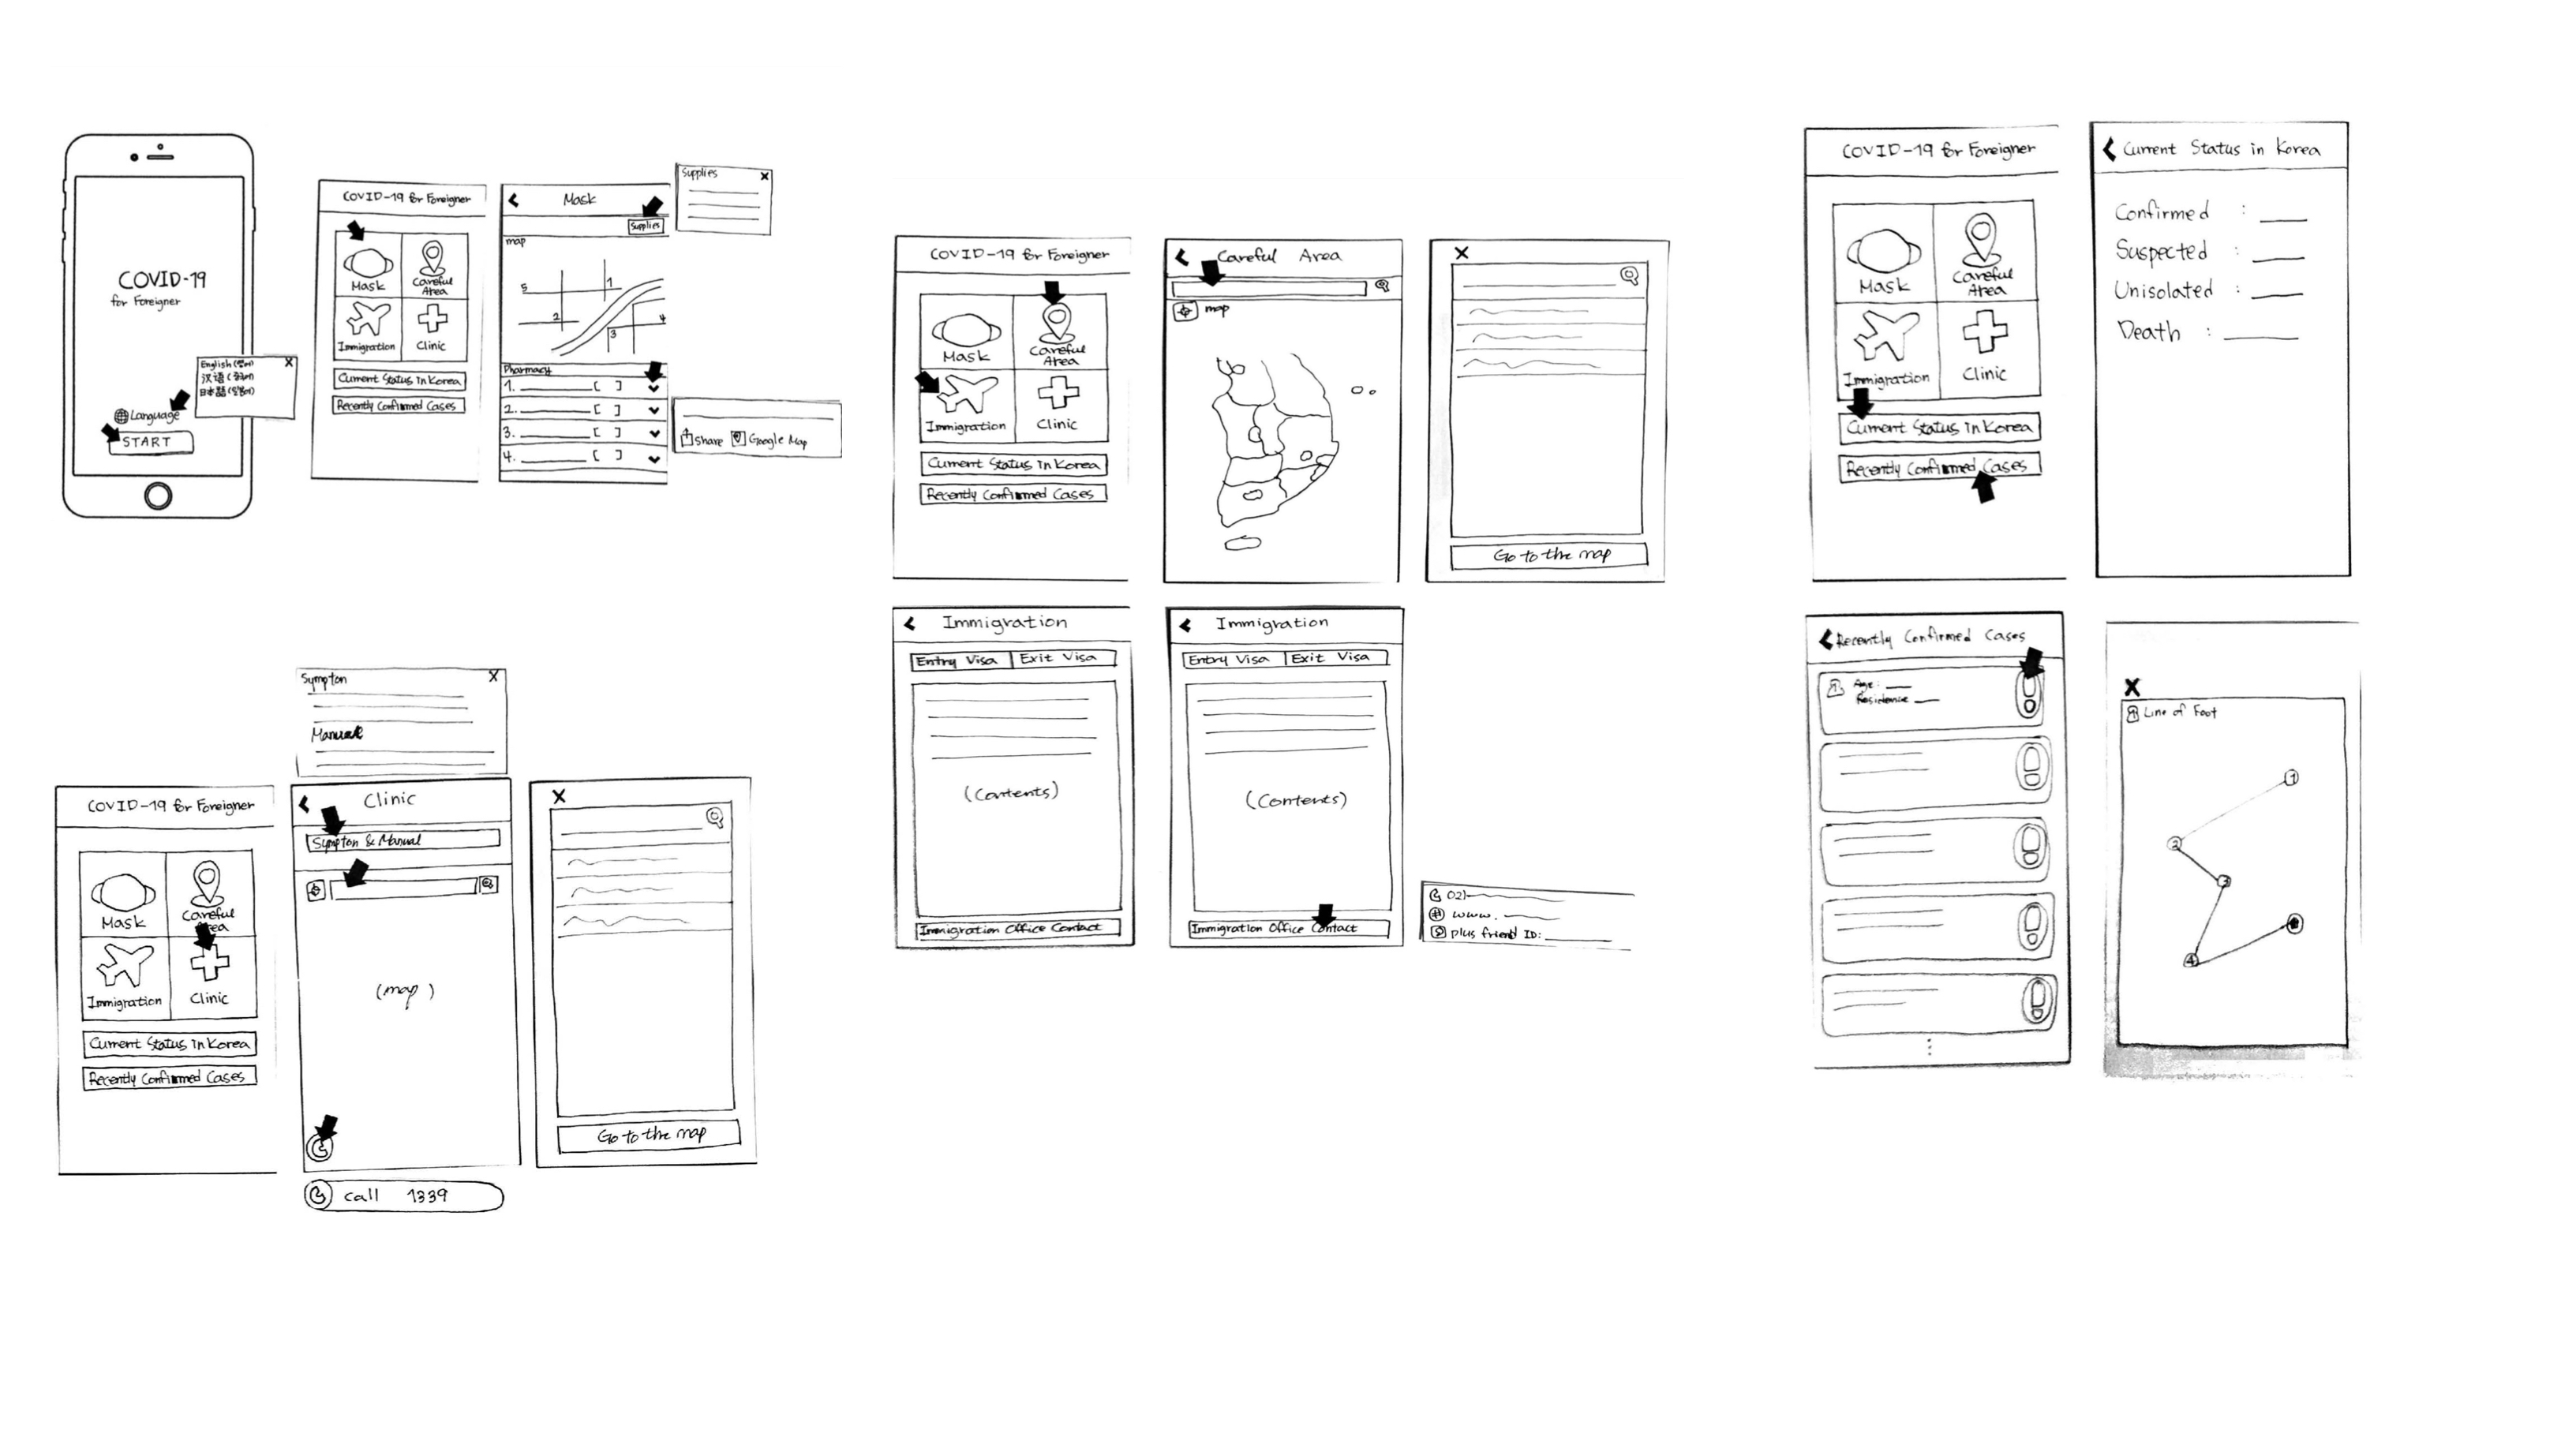 COVID-19
for Foreigner
Language
START
English (영어)
汉语 (중국어)
日本語 (일본어)
X
COVID-19 for Foreigner
Mask
Careful
Area
Immigration
Clinic
Current Status in Korea
Recently Confirmed Cases
Mask
Supplies
map
5
1
2
3
4
Pharmacy
1. [ ]
2. [ ]
3. [ ]
4. [ ]
Supplies X
Share Google Map
COVID-19 for Foreigner
Mask
Careful
Area
Immigration
Clinic
Current Status in Korea
Recently Confirmed Cases
Careful Area
map
X
Go to the map
Immigration
Entry Visa Exit Visa
(Contents)
Immigration Office Contact
Immigration
Entry Visa Exit Visa
(Contents)
Immigration Office Contact
02)
www.
plus friend ID:
COVID-19 for Foreigner
Mask
Careful
Area
Immigration
Clinic
Current Status in Korea
Recently Confirmed Cases
Current Status in Korea
Confirmed :
Suspected :
Unisolated :
Death :
Recently Confirmed Cases
Age:
Residence
X
Line of Foot
1
2
3
4
Sympton X
Manual
COVID-19 for Foreigner
Mask
Careful
Area
Immigration
Clinic
Current Status in Korea
Recently Confirmed Cases
Clinic
Sympton & Manual
(map)
call 1339
X
Go to the map